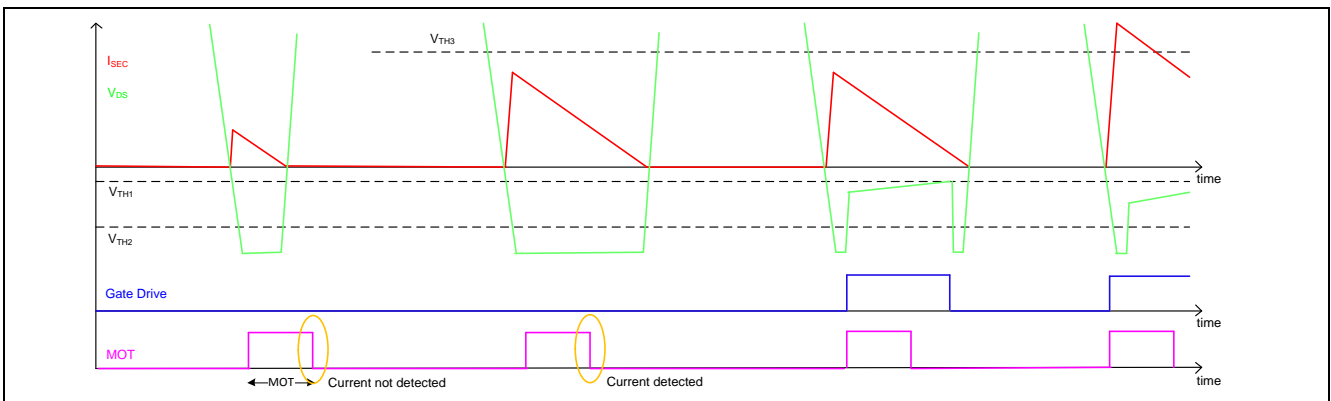 VTH3
ISEC
VDS
time
VTH1
VTH2
Gate Drive
time
MOT
time
MOT
Current not detected
Current detected